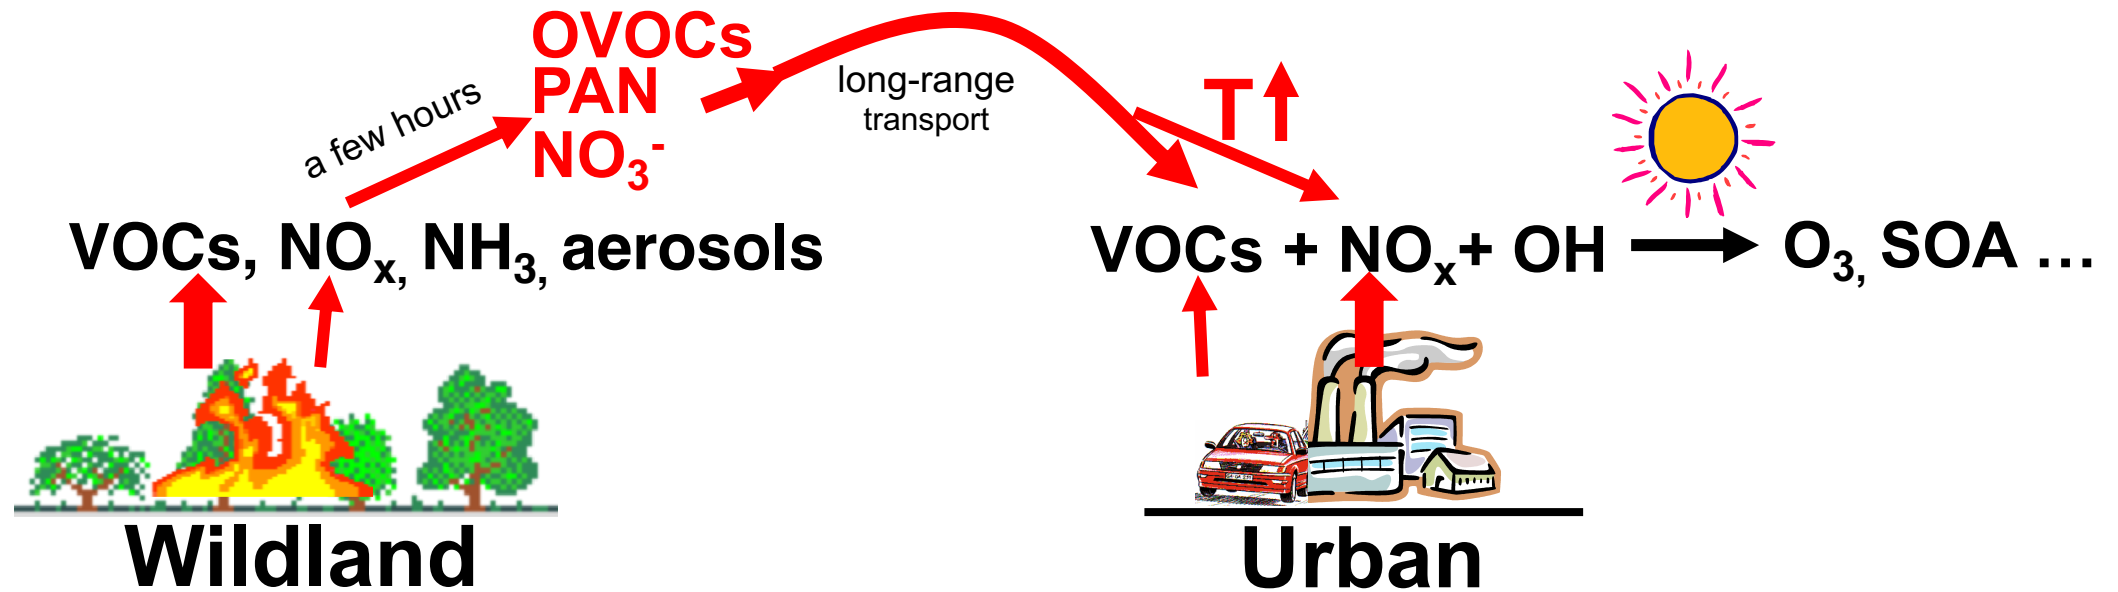 OVOCs
PAN
NO₃⁻
a few hours
long-range
transport
T
VOCs, NOₓ, NH₃, aerosols
VOCs + NOₓ+ OH
O₃, SOA …
Wildland
Urban